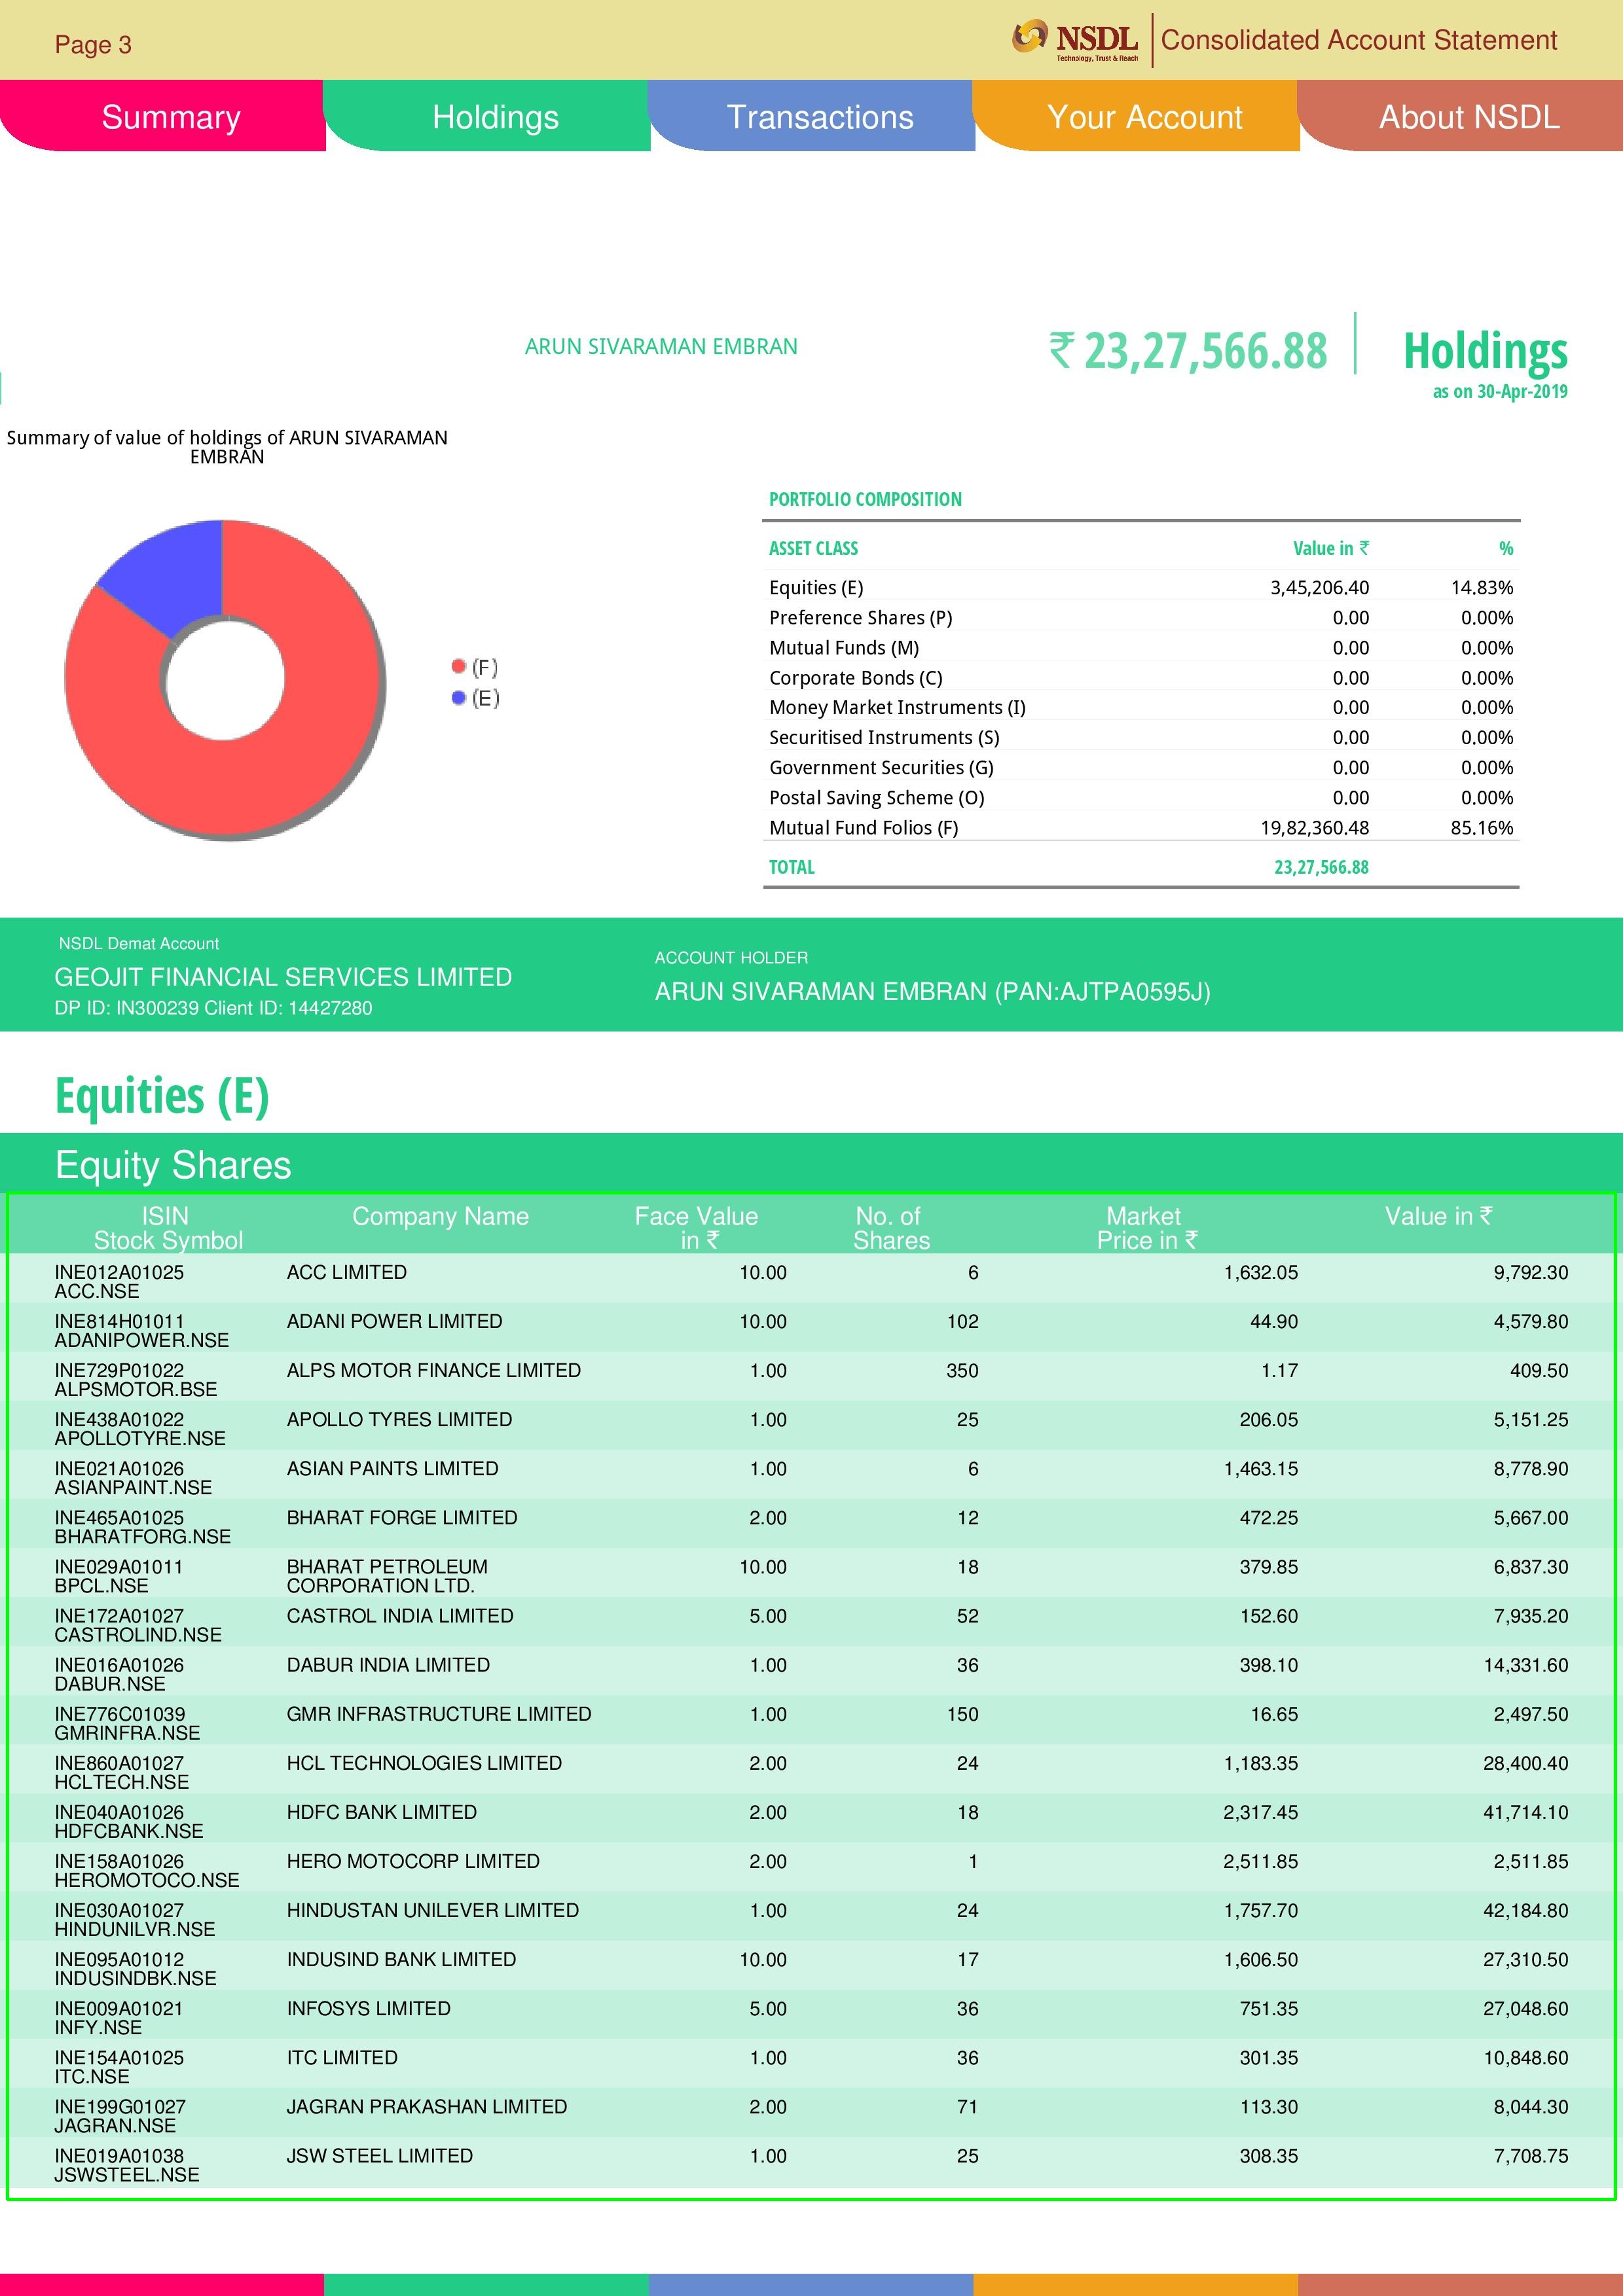 Page 3
NSDL
Technology, Trust & Reach
Consolidated Account Statement
Summary Holdings Transactions Your Account About NSDL
ARUN SIVARAMAN EMBRAN
₹ 23,27,566.88
Holdings
as on 30-Apr-2019
Summary of value of holdings of ARUN SIVARAMAN
EMBRAN
(F)
(E)
PORTFOLIO COMPOSITION
ASSET CLASS Value in ₹ %
Equities (E) 3,45,206.40 14.83%
Preference Shares (P) 0.00 0.00%
Mutual Funds (M) 0.00 0.00%
Corporate Bonds (C) 0.00 0.00%
Money Market Instruments (I) 0.00 0.00%
Securitised Instruments (S) 0.00 0.00%
Government Securities (G) 0.00 0.00%
Postal Saving Scheme (O) 0.00 0.00%
Mutual Fund Folios (F) 19,82,360.48 85.16%
TOTAL 23,27,566.88
NSDL Demat Account
GEOJIT FINANCIAL SERVICES LIMITED
DP ID: IN300239 Client ID: 14427280
ACCOUNT HOLDER
ARUN SIVARAMAN EMBRAN (PAN:AJTPA0595J)
Equities (E)
Equity Shares
ISIN Company Name Face Value No. of Market Value in ₹
Stock Symbol in ₹ Shares Price in ₹
INE012A01025 ACC LIMITED 10.00 6 1,632.05 9,792.30
ACC.NSE
INE814H01011 ADANI POWER LIMITED 10.00 102 44.90 4,579.80
ADANIPOWER.NSE
INE729P01022 ALPS MOTOR FINANCE LIMITED 1.00 350 1.17 409.50
ALPSMOTOR.BSE
INE438A01022 APOLLO TYRES LIMITED 1.00 25 206.05 5,151.25
APOLLOTYRE.NSE
INE021A01026 ASIAN PAINTS LIMITED 1.00 6 1,463.15 8,778.90
ASIANPAINT.NSE
INE465A01025 BHARAT FORGE LIMITED 2.00 12 472.25 5,667.00
BHARATFORG.NSE
INE029A01011 BHARAT PETROLEUM 10.00 18 379.85 6,837.30
BPCL.NSE CORPORATION LTD.
INE172A01027 CASTROL INDIA LIMITED 5.00 52 152.60 7,935.20
CASTROLIND.NSE
INE016A01026 DABUR INDIA LIMITED 1.00 36 398.10 14,331.60
DABUR.NSE
INE776C01039 GMR INFRASTRUCTURE LIMITED 1.00 150 16.65 2,497.50
GMRINFRA.NSE
INE860A01027 HCL TECHNOLOGIES LIMITED 2.00 24 1,183.35 28,400.40
HCLTECH.NSE
INE040A01026 HDFC BANK LIMITED 2.00 18 2,317.45 41,714.10
HDFCBANK.NSE
INE158A01026 HERO MOTOCORP LIMITED 2.00 1 2,511.85 2,511.85
HEROMOTOCO.NSE
INE030A01027 HINDUSTAN UNILEVER LIMITED 1.00 24 1,757.70 42,184.80
HINDUNILVR.NSE
INE095A01012 INDUSIND BANK LIMITED 10.00 17 1,606.50 27,310.50
INDUSINDBK.NSE
INE009A01021 INFOSYS LIMITED 5.00 36 751.35 27,048.60
INFY.NSE
INE154A01025 ITC LIMITED 1.00 36 301.35 10,848.60
ITC.NSE
INE199G01027 JAGRAN PRAKASHAN LIMITED 2.00 71 113.30 8,044.30
JAGRAN.NSE
INE019A01038 JSW STEEL LIMITED 1.00 25 308.35 7,708.75
JSWSTEEL.NSE